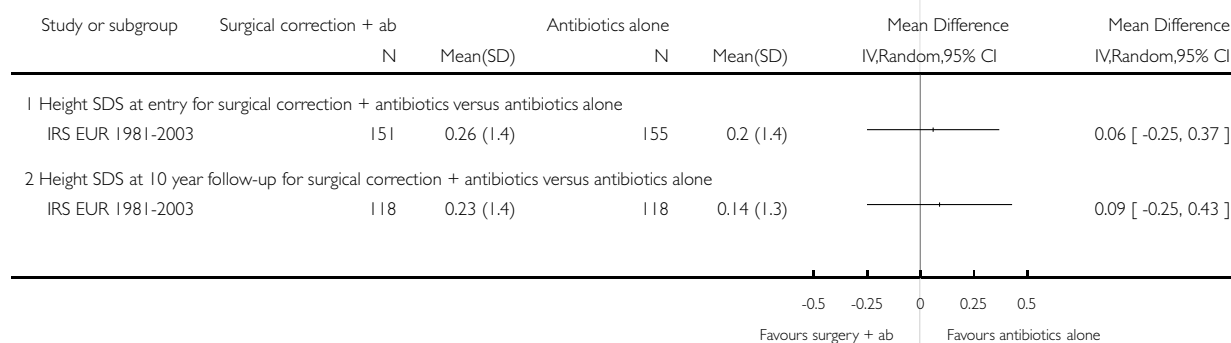 Study or subgroup Surgical correction + ab Antibiotics alone Mean Difference Mean Difference
N Mean(SD) N Mean(SD) IV,Random,95% CI IV,Random,95% CI
1 Height SDS at entry for surgical correction + antibiotics versus antibiotics alone
IRS EUR 1981-2003 151 0.26 (1.4) 155 0.2 (1.4) 0.06 [ -0.25, 0.37 ]
2 Height SDS at 10 year follow-up for surgical correction + antibiotics versus antibiotics alone
IRS EUR 1981-2003 118 0.23 (1.4) 118 0.14 (1.3) 0.09 [ -0.25, 0.43 ]
-0.5 -0.25 0 0.25 0.5
Favours surgery + ab Favours antibiotics alone